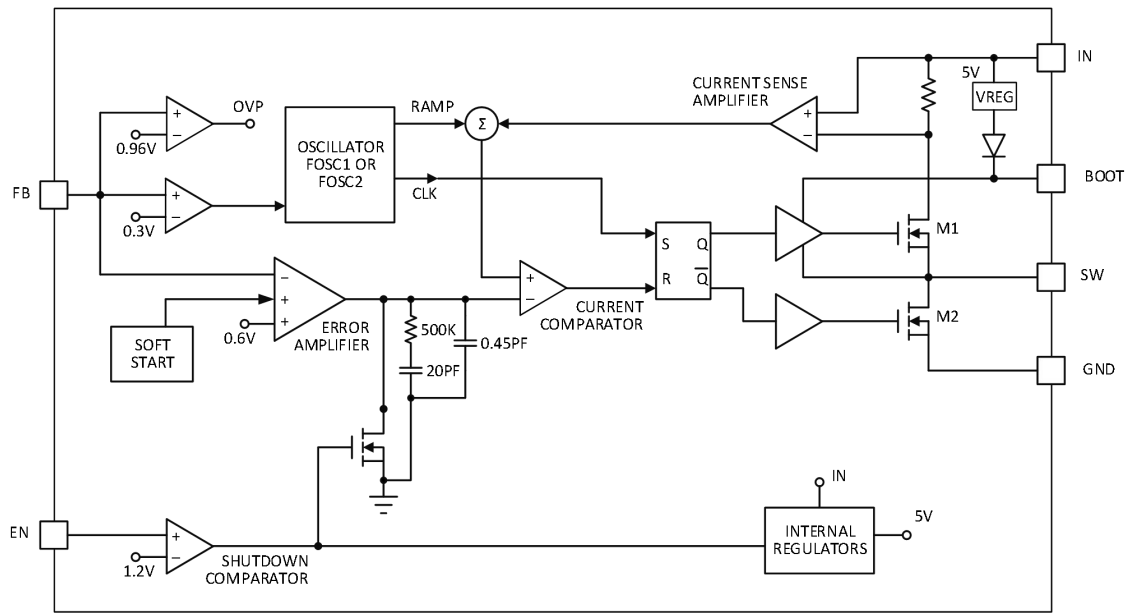 IN
5V
VREG
CURRENT SENSE
AMPLIFIER
+
−
OVP
+
−
0.96V
RAMP
Σ
OSCILLATOR
FOSC1 OR
FOSC2
CLK
BOOT
FB
+
−
0.3V
M1
S
Q
R
Q̅
SW
−
+
+
0.6V
SOFT
START
ERROR
AMPLIFIER
+
−
CURRENT
COMPARATOR
M2
500K
0.45PF
20PF
GND
IN
EN
+
−
1.2V
SHUTDOWN
COMPARATOR
INTERNAL
REGULATORS
5V